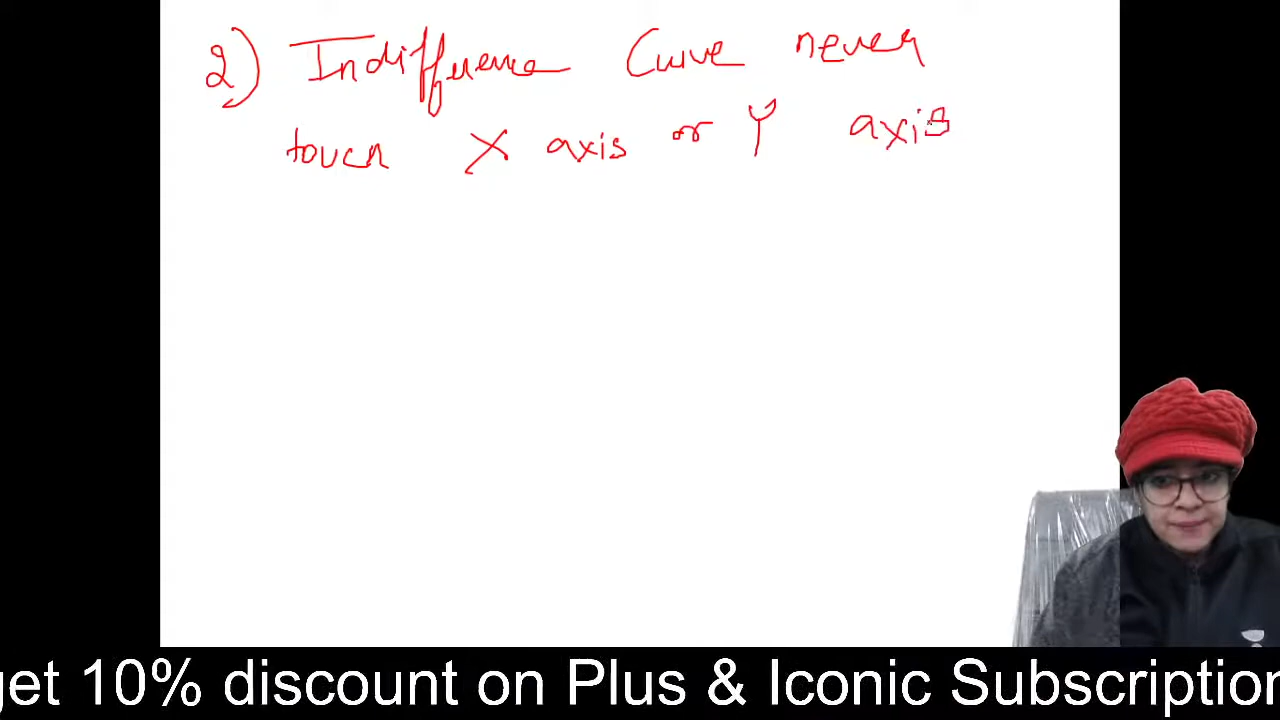 2) Indifference Curve never
touch X axis or Y axis
get 10% discount on Plus & Iconic Subscription